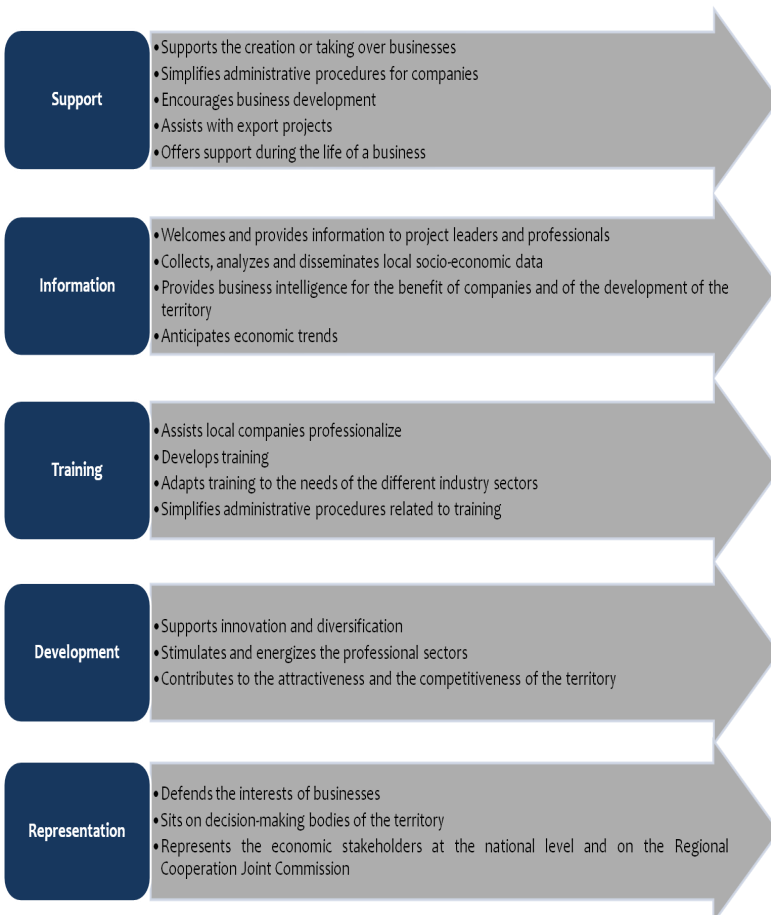 Support
•Supports the creation or taking over businesses
•Simplifies administrative procedures for companies
•Encourages business development
•Assists with export projects
•Offers support during the life of a business
Information
•Welcomes and provides information to project leaders and professionals
•Collects, analyzes and disseminates local socio-economic data
•Provides business intelligence for the benefit of companies and of the development of the
territory
•Anticipates economic trends
Training
•Assists local companies professionalize
•Develops training
•Adapts training to the needs of the different industry sectors
•Simplifies administrative procedures related to training
Development
•Supports innovation and diversification
•Stimulates and energizes the professional sectors
•Contributes to the attractiveness and the competitiveness of the territory
Representation
•Defends the interests of businesses
•Sits on decision-making bodies of the territory
•Represents the economic stakeholders at the national level and on the Regional
Cooperation Joint Commission